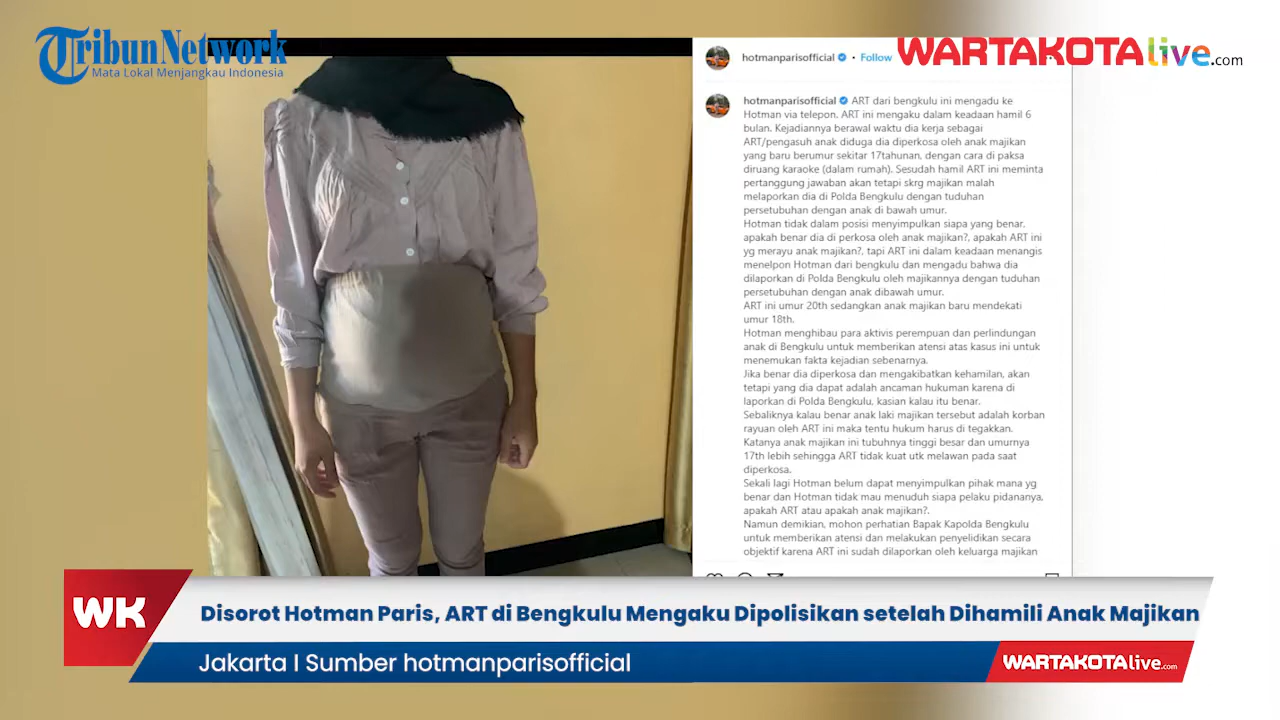 Tribun Network
Mata Lokal Menjangkau Indonesia
WARTAKOTAlive.com
hotmanparisofficial • Follow
hotmanparisofficial ART dari bengkulu ini mengadu ke
Hotman via telepon. ART ini mengaku dalam keadaan hamil 6
bulan. Kejadiannya berawal waktu dia kerja sebagai
ART/pengasuh anak diduga dia diperkosa oleh anak majikan
yang baru berumur sekitar 17tahunan, dengan cara di paksa
diruang karaoke (dalam rumah). Sesudah hamil ART ini meminta
pertanggung jawaban akan tetapi skrg majikan malah
melaporkan dia di Polda Bengkulu dengan tuduhan
persetubuhan dengan anak di bawah umur.
Hotman tidak dalam posisi menyimpulkan siapa yang benar,
apakah benar dia di perkosa oleh anak majikan?, apakah ART ini
yg merayu anak majikan?, tapi ART ini dalam keadaan menangis
menelpon Hotman dari bengkulu dan mengadu bahwa dia
dilaporkan di Polda Bengkulu oleh majikannya dengan tuduhan
persetubuhan dengan anak dibawah umur.
ART ini umur 20th sedangkan anak majikan baru mendekati
umur 18th.
Hotman menghibau para aktivis perempuan dan perlindungan
anak di Bengkulu untuk memberikan atensi atas kasus ini untuk
menemukan fakta kejadian sebenarnya.
Jika benar dia diperkosa dan mengakibatkan kehamilan, akan
tetapi yang dia dapat adalah ancaman hukuman karena di
laporkan di Polda Bengkulu, kasian kalau itu benar.
Sebaliknya kalau benar anak laki majikan tersebut adalah korban
rayuan oleh ART ini maka tentu hukum harus di tegakkan.
Katanya anak majikan ini tubuhnya tinggi besar dan umurnya
17th lebih sehingga ART tidak kuat utk melawan pada saat
diperkosa.
Sekali lagi Hotman belum dapat menyimpulkan pihak mana yg
benar dan Hotman tidak mau menuduh siapa pelaku pidananya,
apakah ART atau apakah anak majikan?.
Namun demikian, mohon perhatian Bapak Kapolda Bengkulu
untuk memberikan atensi dan melakukan penyelidikan secara
objektif karena ART ini sudah dilaporkan oleh keluarga majikan
WK
Disorot Hotman Paris, ART di Bengkulu Mengaku Dipolisikan setelah Dihamili Anak Majikan
Jakarta I Sumber hotmanparisofficial
WARTAKOTAlive.com